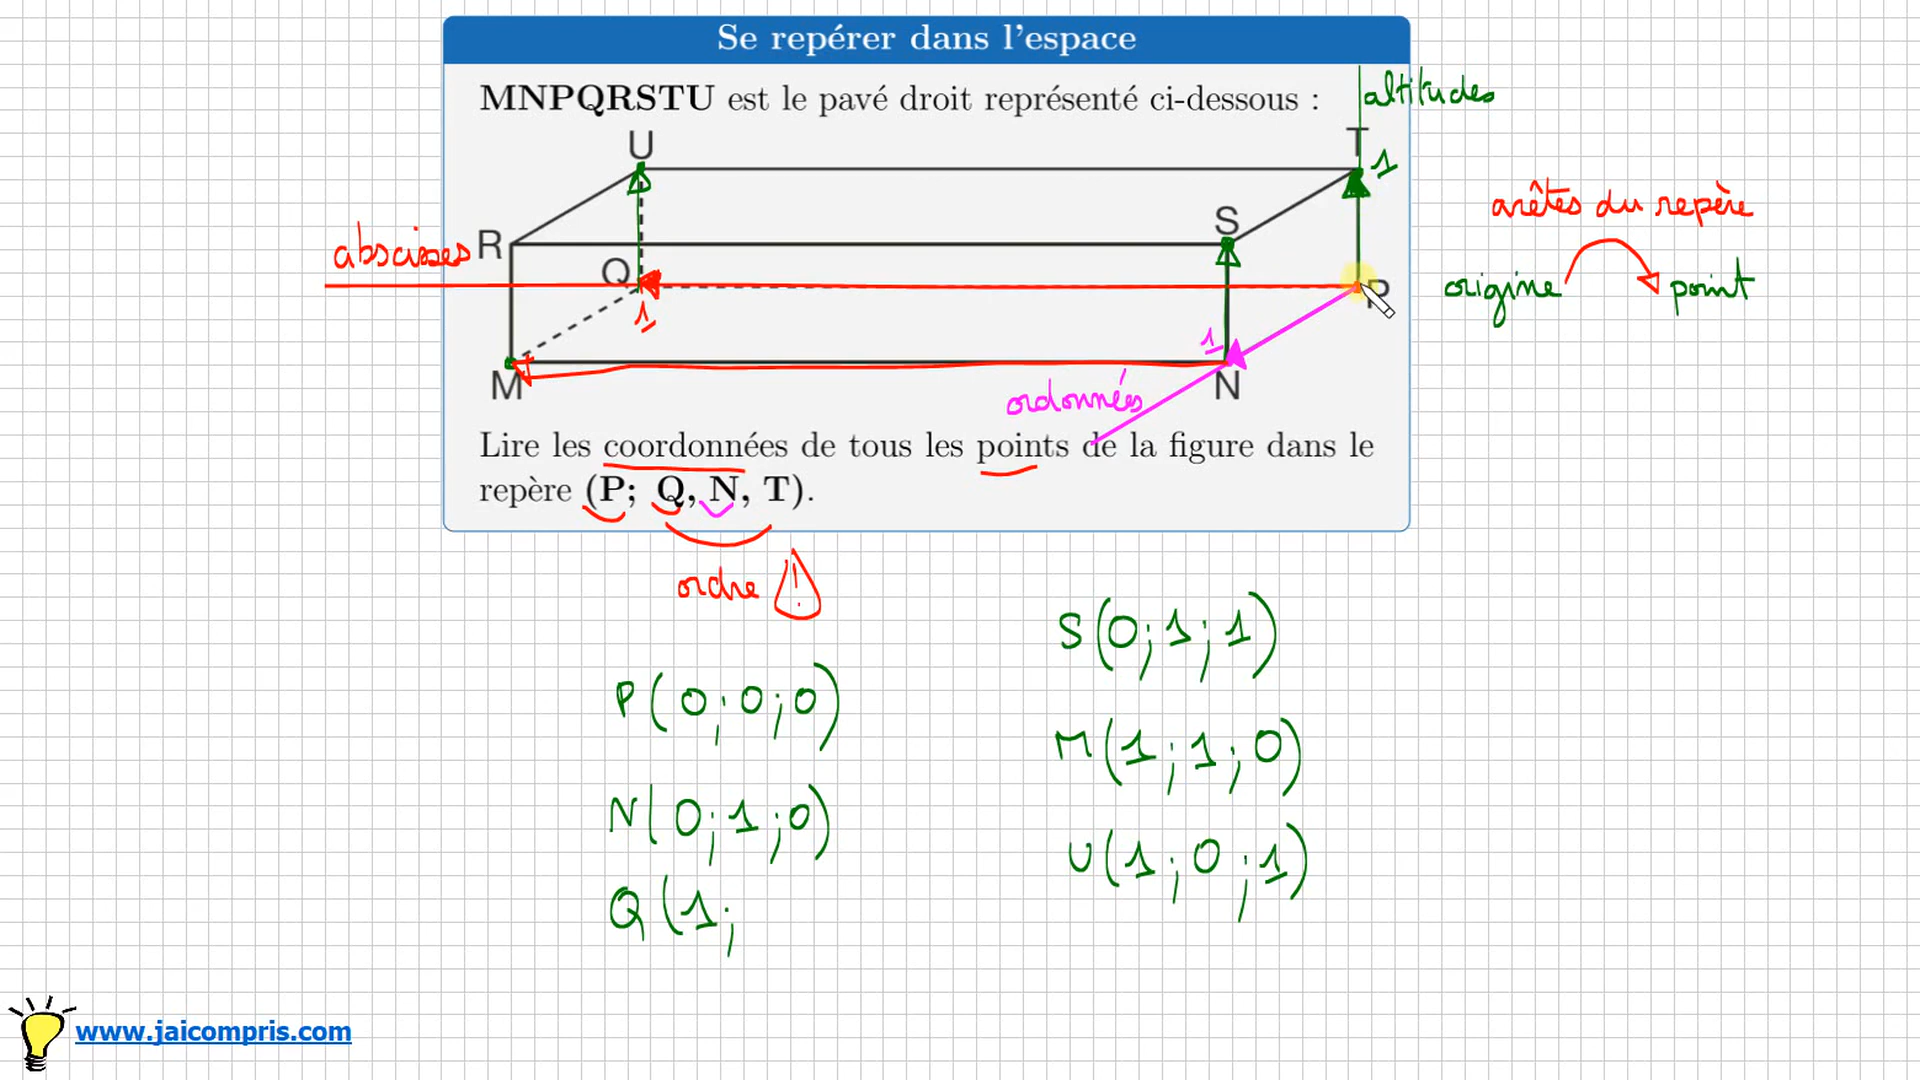 Se repérer dans l'espace
MNPQRSTU est le pavé droit représenté ci-dessous :
altitudes
U
T
1
R
S
abscisses
Q
P
1
1
M
N
ordonnées
arêtes du repère
origine point
Lire les coordonnées de tous les points de la figure dans le
repère (P; Q, N, T).
ordre !
P(0;0;0)
N(0;1;0)
Q(1;
S(0;1;1)
M(1;1;0)
U(1;0;1)
www.jaicompris.com